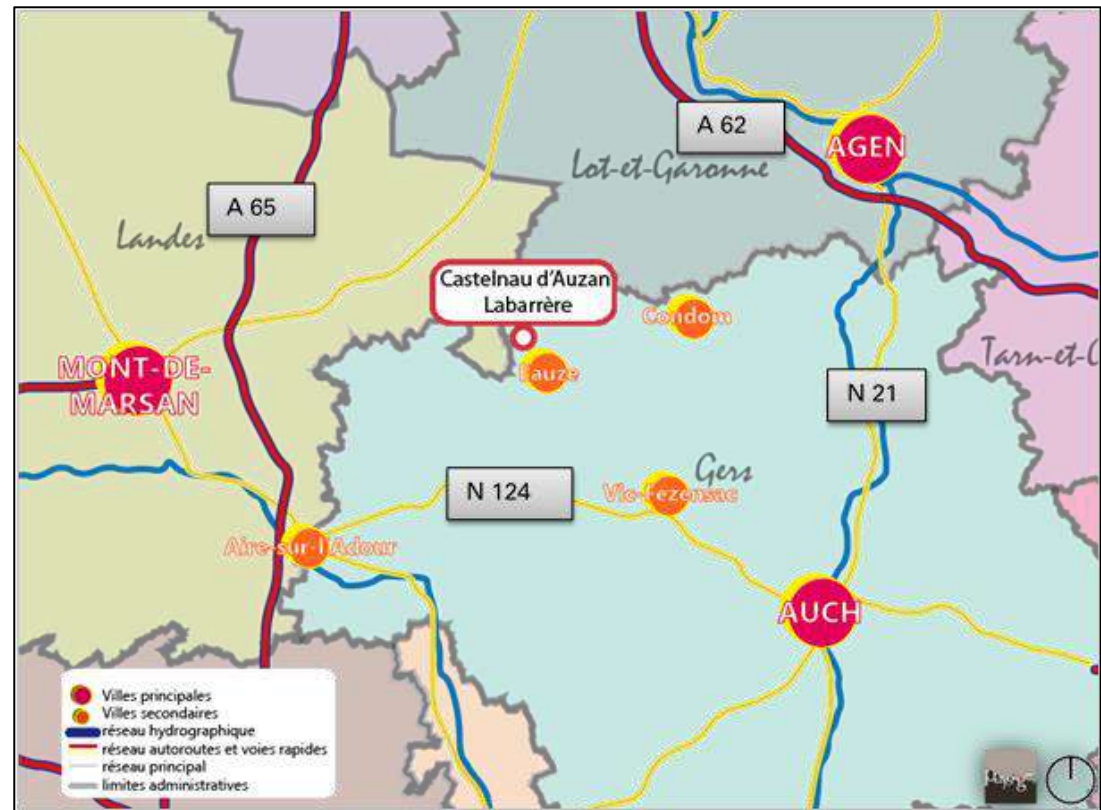 A 62
AGEN
Lot-et-Garonne
A 65
Landes
Castelnau d'Auzan
Labarrère
Condom
Tarn-et-C
Eauze
MONT-DE-
MARSAN
N 21
Gers
N 124
Vic-Fezensac
Aire-sur-l'Adour
AUCH
Villes principales
Villes secondaires
réseau hydrographique
réseau autoroutes et voies rapides
réseau principal
limites administratives